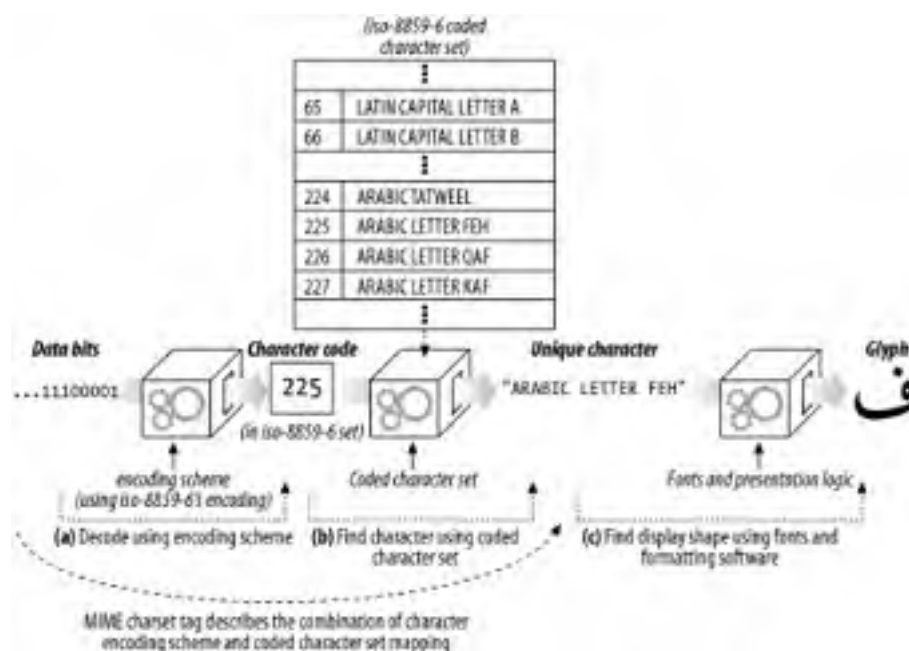 (iso-8859-6 coded
character set)
⋮
65 LATIN CAPITAL LETTER A
66 LATIN CAPITAL LETTER B
⋮
224 ARABIC TATWEEL
225 ARABIC LETTER FEH
226 ARABIC LETTER QAF
227 ARABIC LETTER KAF
⋮
Data bits Character code Unique character Glyph
...11100001 225 "ARABIC LETTER FEH" ف
(in iso-8859-6 set)
encoding scheme Coded character set Fonts and presentation logic
(using iso-8859-61 encoding)
(a) Decode using encoding scheme (b) Find character using coded (c) Find display shape using fonts and
character set formatting software
MIME charset tag describes the combination of character
encoding scheme and coded character set mapping